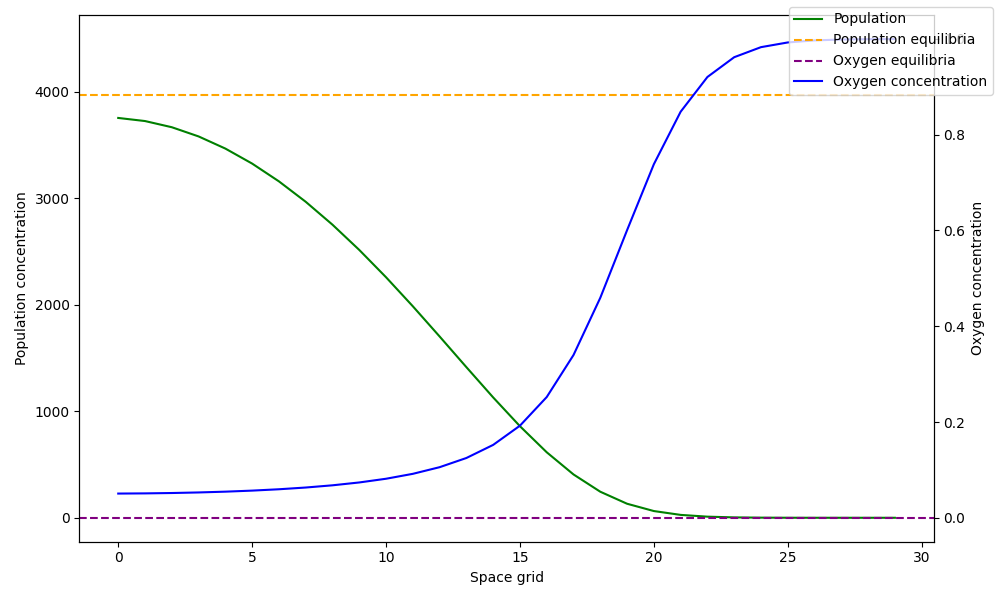 Population
Population equilibria
Oxygen equilibria
Oxygen concentration
4000
3000
2000
1000
0
0.8
0.6
0.4
0.2
0.0
Population concentration
Oxygen concentration
0 5 10 15 20 25 30
Space grid